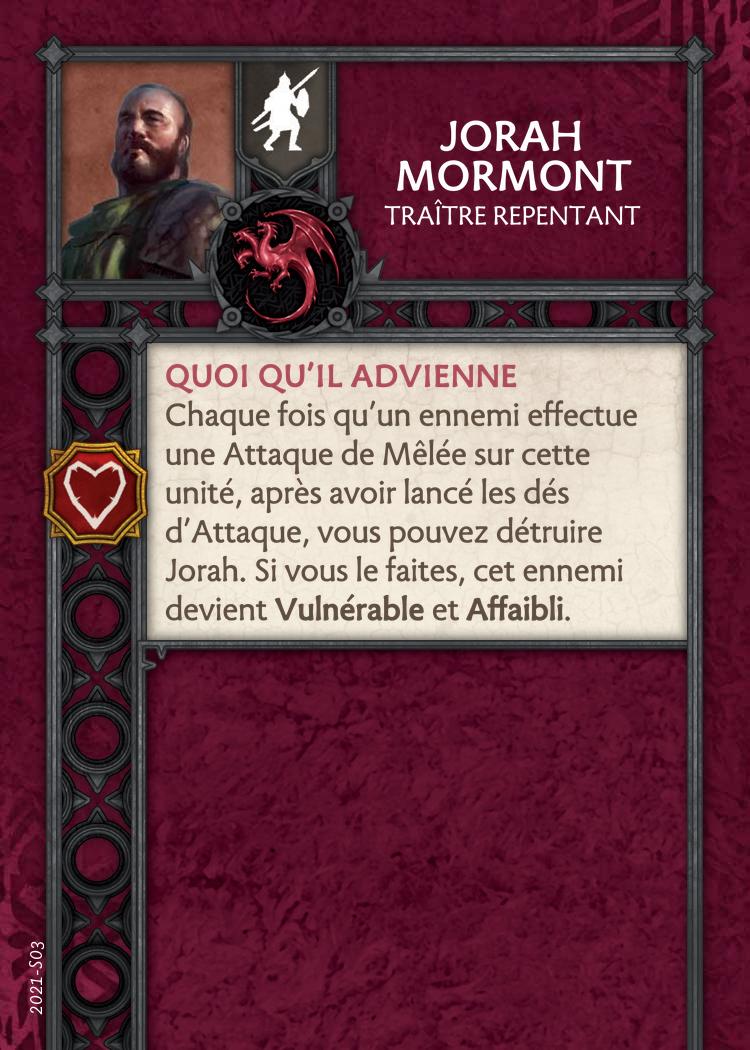 JORAH
MORMONT
TRAÎTRE REPENTANT
QUOI QU’IL ADVIENNE
Chaque fois qu’un ennemi effectue
une Attaque de Mêlée sur cette
unité, après avoir lancé les dés
d’Attaque, vous pouvez détruire
Jorah. Si vous le faites, cet ennemi
devient Vulnérable et Affaibli.
2021-S03